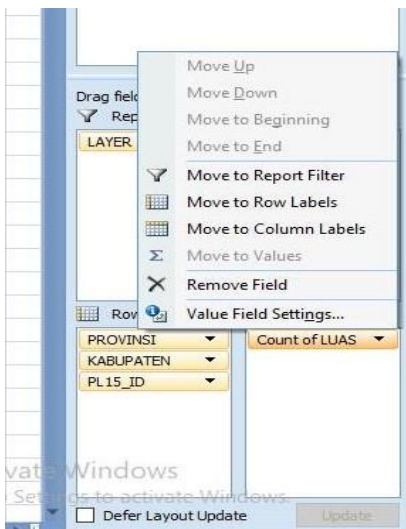 Move Up
Move Down
Move to Beginning
Move to End
Move to Report Filter
Move to Row Labels
Move to Column Labels
Move to Values
Remove Field
Value Field Settings...
Drag field
Rep
LAYER
Row
PROVINSI
KABUPATEN
PL15_ID
Count of LUAS
vate Windows
Settings to activate Windows.
Defer Layout Update
Update